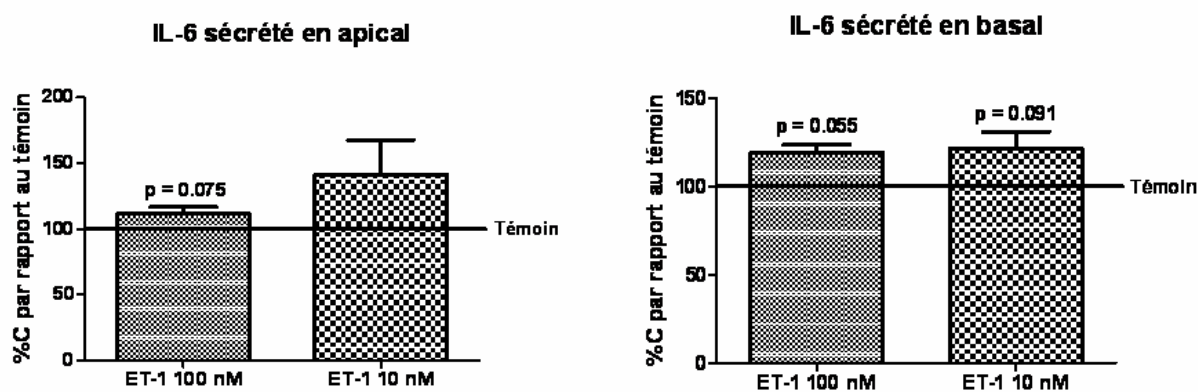 IL-6 sécrété en apical
%C par rapport au témoin
200
150
100
50
0
p = 0.075
Témoin
ET-1 100 nM
ET-1 10 nM
IL-6 sécrété en basal
%C par rapport au témoin
150
100
50
0
p = 0.055
p = 0.091
Témoin
ET-1 100 nM
ET-1 10 nM